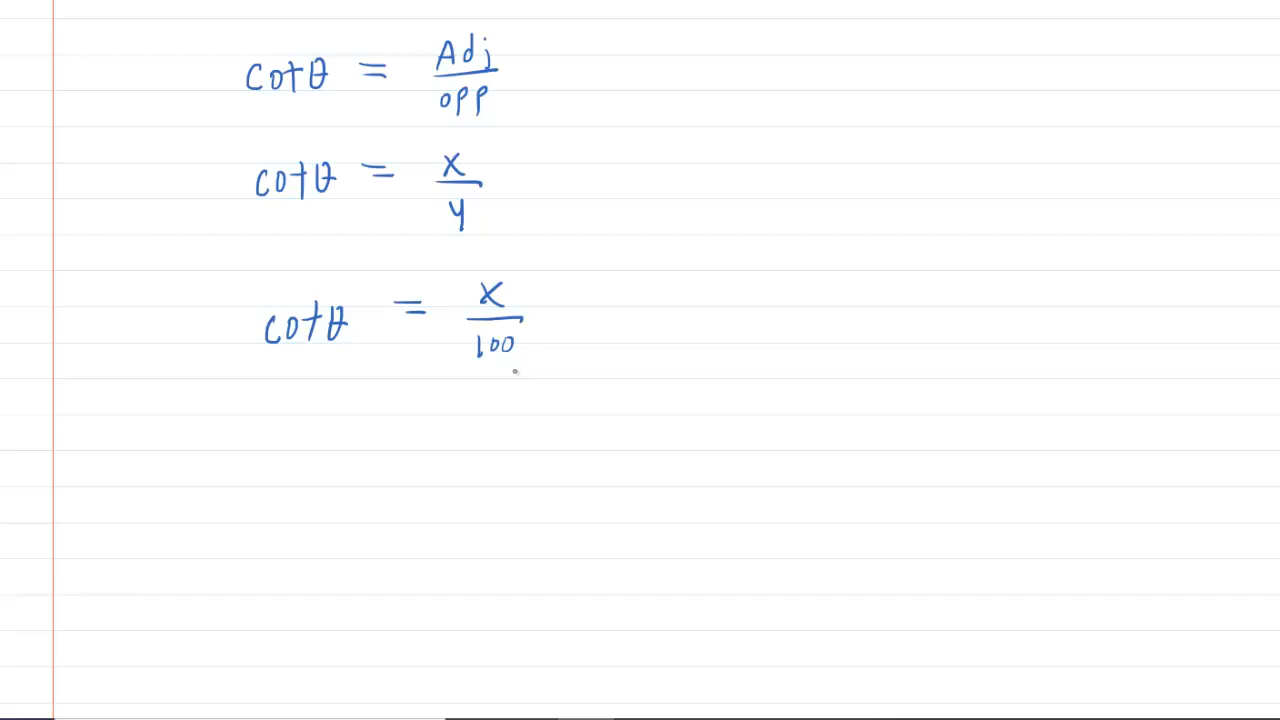 cotθ = Adj/opp
cotθ = x/y
cotθ = x/100